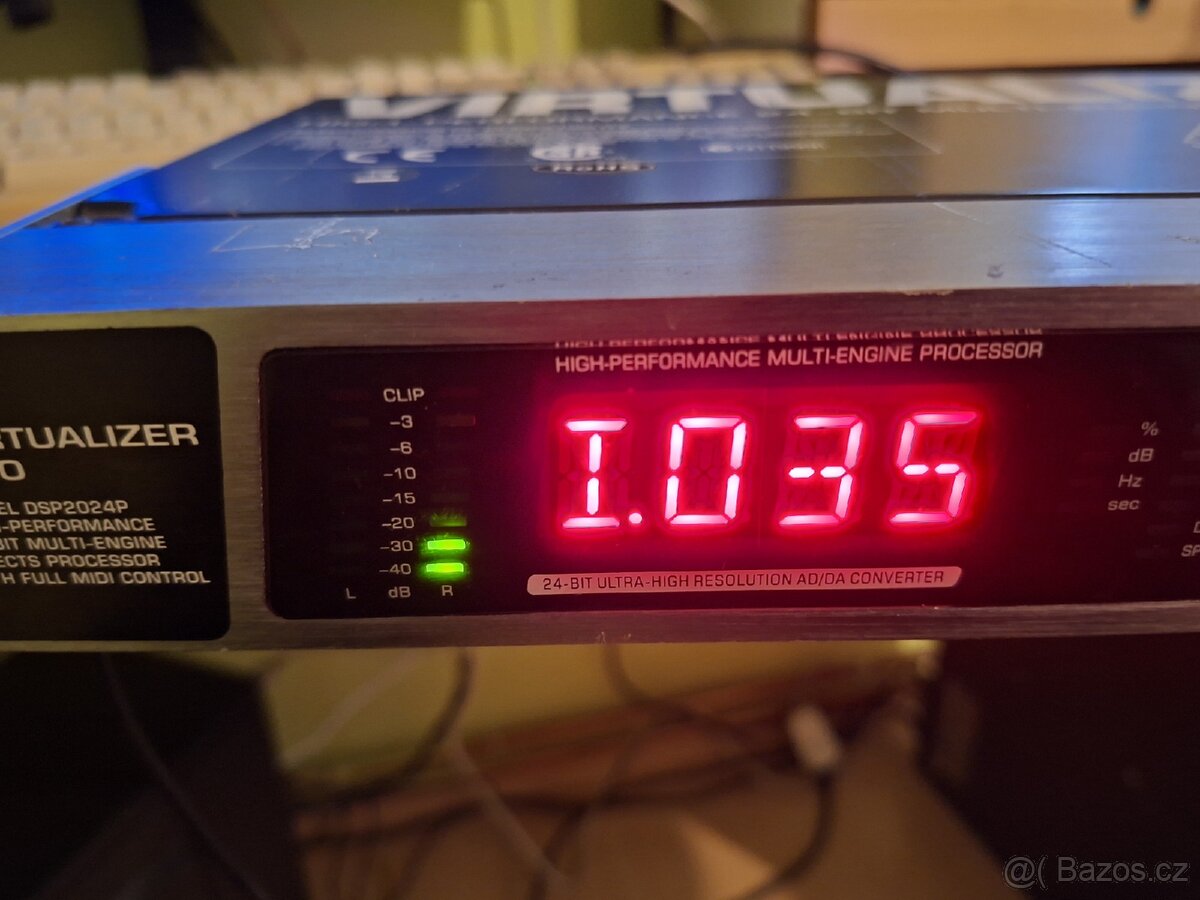 VIRTUALI
RTUALIZER
O
EL DSP2024P
-PERFORMANCE
BIT MULTI-ENGINE
ECTS PROCESSOR
H FULL MIDI CONTROL
CLIP
-3
-6
-10
-15
-20
-30
-40
L dB R
HIGH-PERFORMANCE MULTI-ENGINE PROCESSOR
I.035
24-BIT ULTRA-HIGH RESOLUTION AD/DA CONVERTER
%
dB
Hz
sec
SP
@( Bazos.cz